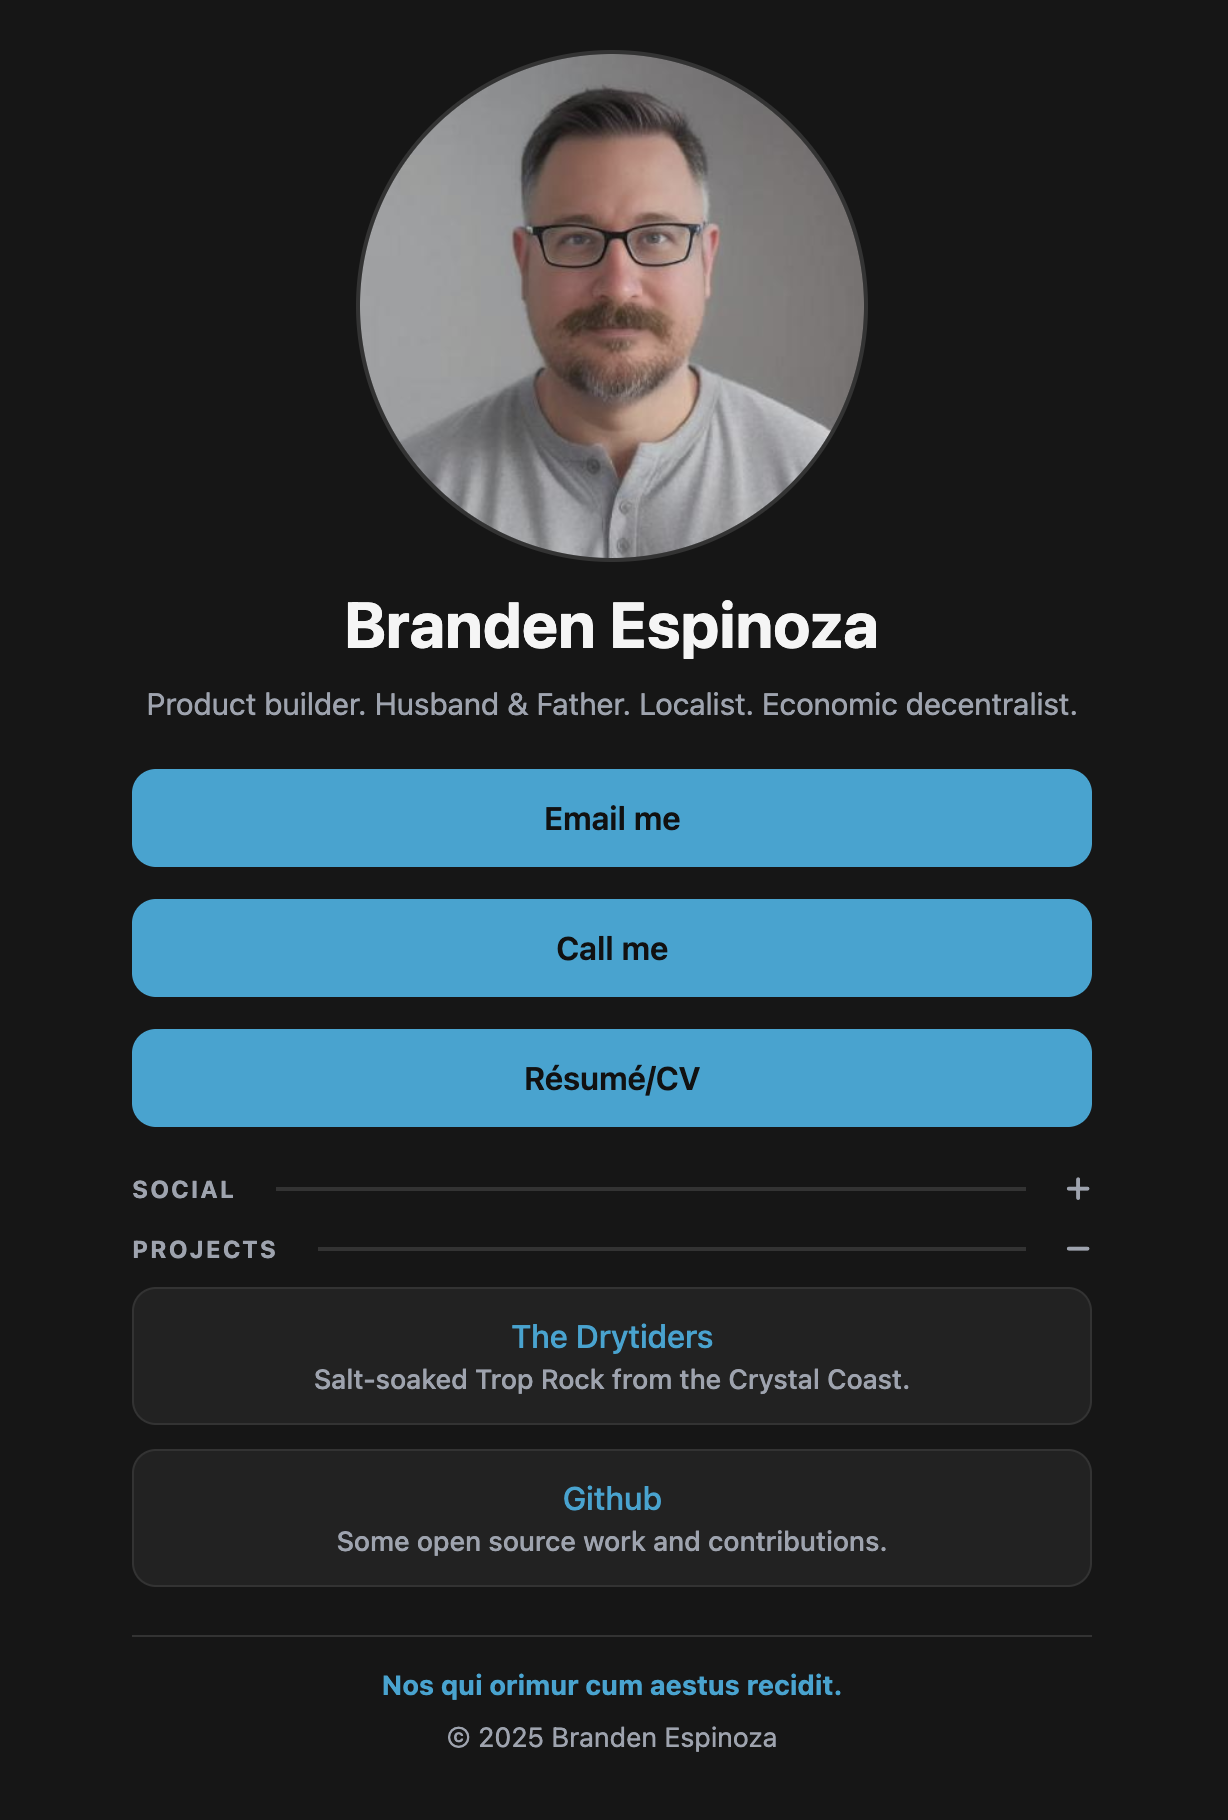 Branden Espinoza
Product builder. Husband & Father. Localist. Economic decentralist.
Email me
Call me
Résumé/CV
SOCIAL +
PROJECTS −
The Drytiders
Salt-soaked Trop Rock from the Crystal Coast.
Github
Some open source work and contributions.
Nos qui orimur cum aestus recidit.
© 2025 Branden Espinoza